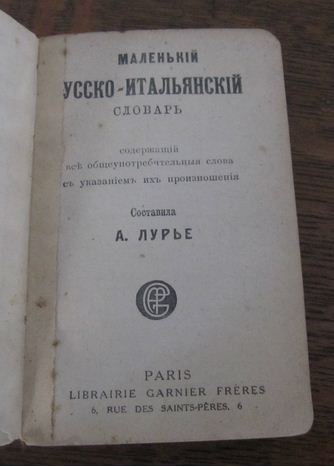 Маленькій
УССКО-ИТАЛЬЯНСКІЙ
СЛОВАРЬ
содержащій
всѣ общеупотребительныя слова
съ указаніемъ ихъ произношенія
Составила
А. ЛУРЬЕ
PARIS
LIBRAIRIE GARNIER FRÈRES
6, RUE DES SAINTS-PÈRES, 6